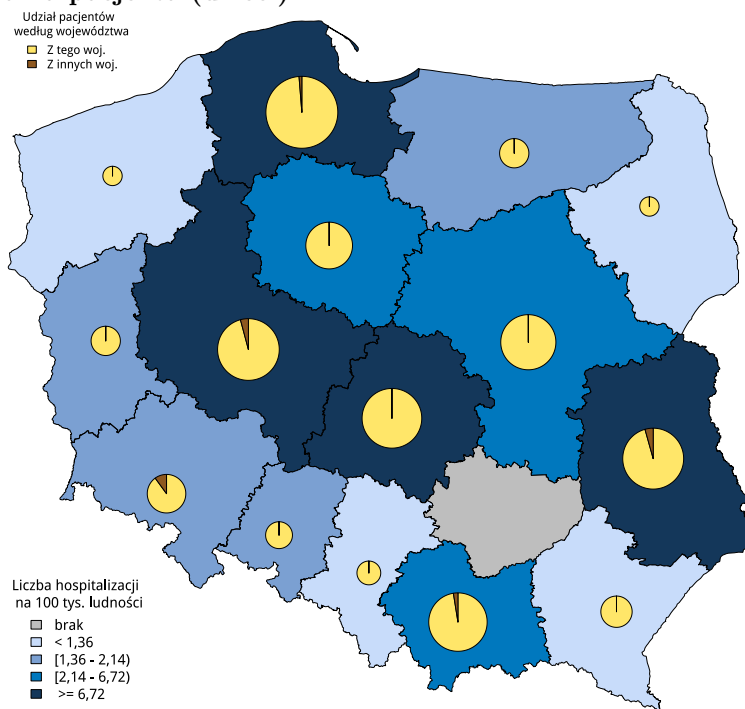 Udział pacjentów
według województwa
Z tego woj.
Z innych woj.
Liczba hospitalizacji
na 100 tys. ludności
brak
< 1,36
[1,36 - 2,14)
[2,14 - 6,72)
>= 6,72